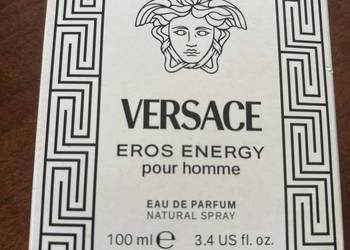 VERSACE
EROS ENERGY
pour homme
EAU DE PARFUM
NATURAL SPRAY
100 ml ℮ 3.4 US fl. oz.